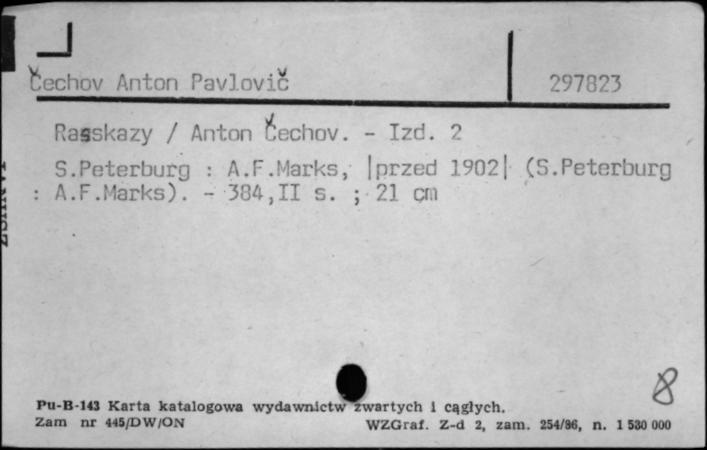 Čechov Anton Pavlovič 297823
Rasskazy / Anton Čechov. - Izd. 2
S.Peterburg : A.F.Marks, |przed 1902| (S.Peterburg
: A.F.Marks). - 384,II s. ; 21 cm
8
Pu-B-143 Karta katalogowa wydawnictw zwartych i cągłych.
Zam nr 445/DW/ON WZGraf. Z-d 2, zam. 254/86, n. 1 530 000